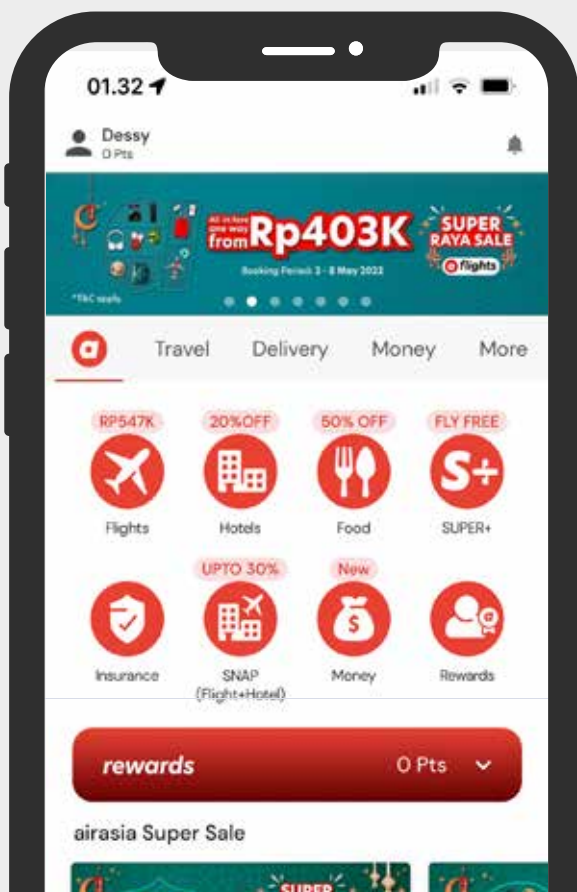 01.32
Dessy
0 Pts
All in fare
one way
from Rp403K
Booking Period: 2 - 8 May 2022
*T&C apply
SUPER
RAYA SALE
a flights
a Travel Delivery Money More
RP547K 20%OFF 50% OFF FLY FREE
S+
Flights Hotels Food SUPER+
UPTO 30% New
$
a
Insurance SNAP Money Rewards
(Flight+Hotel)
rewards 0 Pts
airasia Super Sale
SUPER